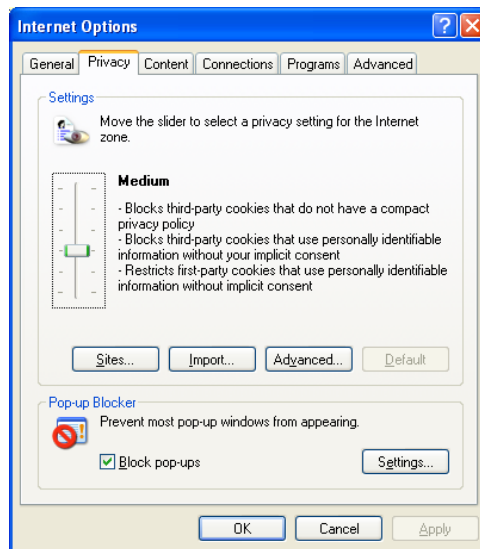 Internet Options
General Privacy Content Connections Programs Advanced
Settings
Move the slider to select a privacy setting for the Internet
zone.
Medium
- Blocks third-party cookies that do not have a compact
privacy policy
- Blocks third-party cookies that use personally identifiable
information without your implicit consent
- Restricts first-party cookies that use personally identifiable
information without implicit consent
Sites... Import... Advanced... Default
Pop-up Blocker
Prevent most pop-up windows from appearing.
Block pop-ups Settings...
OK Cancel Apply